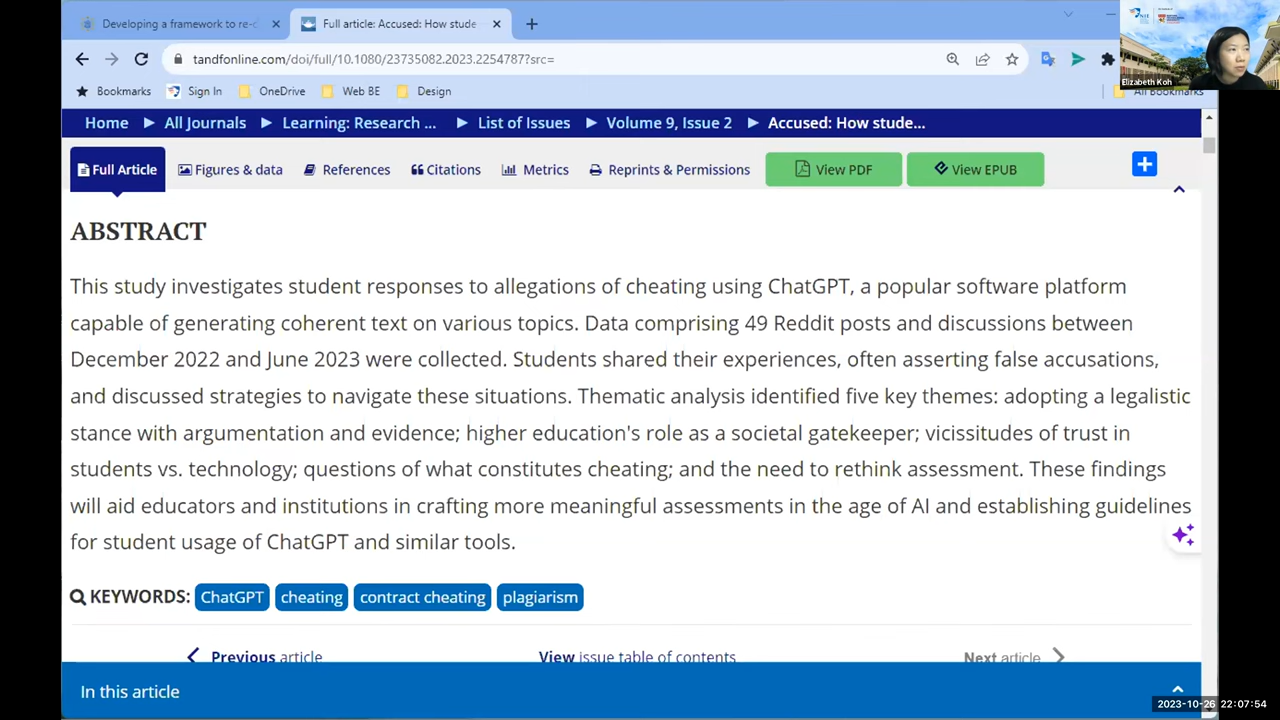 Developing a framework to re-d
Full article: Accused: How stude
tandfonline.com/doi/full/10.1080/23735082.2023.2254787?src=
Bookmarks
Sign In
OneDrive
Web BE
Design
All Bookmarks
Elizabeth Koh
Home
All Journals
Learning: Research ...
List of Issues
Volume 9, Issue 2
Accused: How stude...
Full Article
Figures & data
References
Citations
Metrics
Reprints & Permissions
View PDF
View EPUB
ABSTRACT
This study investigates student responses to allegations of cheating using ChatGPT, a popular software platform
capable of generating coherent text on various topics. Data comprising 49 Reddit posts and discussions between
December 2022 and June 2023 were collected. Students shared their experiences, often asserting false accusations,
and discussed strategies to navigate these situations. Thematic analysis identified five key themes: adopting a legalistic
stance with argumentation and evidence; higher education's role as a societal gatekeeper; vicissitudes of trust in
students vs. technology; questions of what constitutes cheating; and the need to rethink assessment. These findings
will aid educators and institutions in crafting more meaningful assessments in the age of AI and establishing guidelines
for student usage of ChatGPT and similar tools.
KEYWORDS: ChatGPT cheating contract cheating plagiarism
Previous article
View issue table of contents
Next article
In this article
2023-10-26 22:07:54